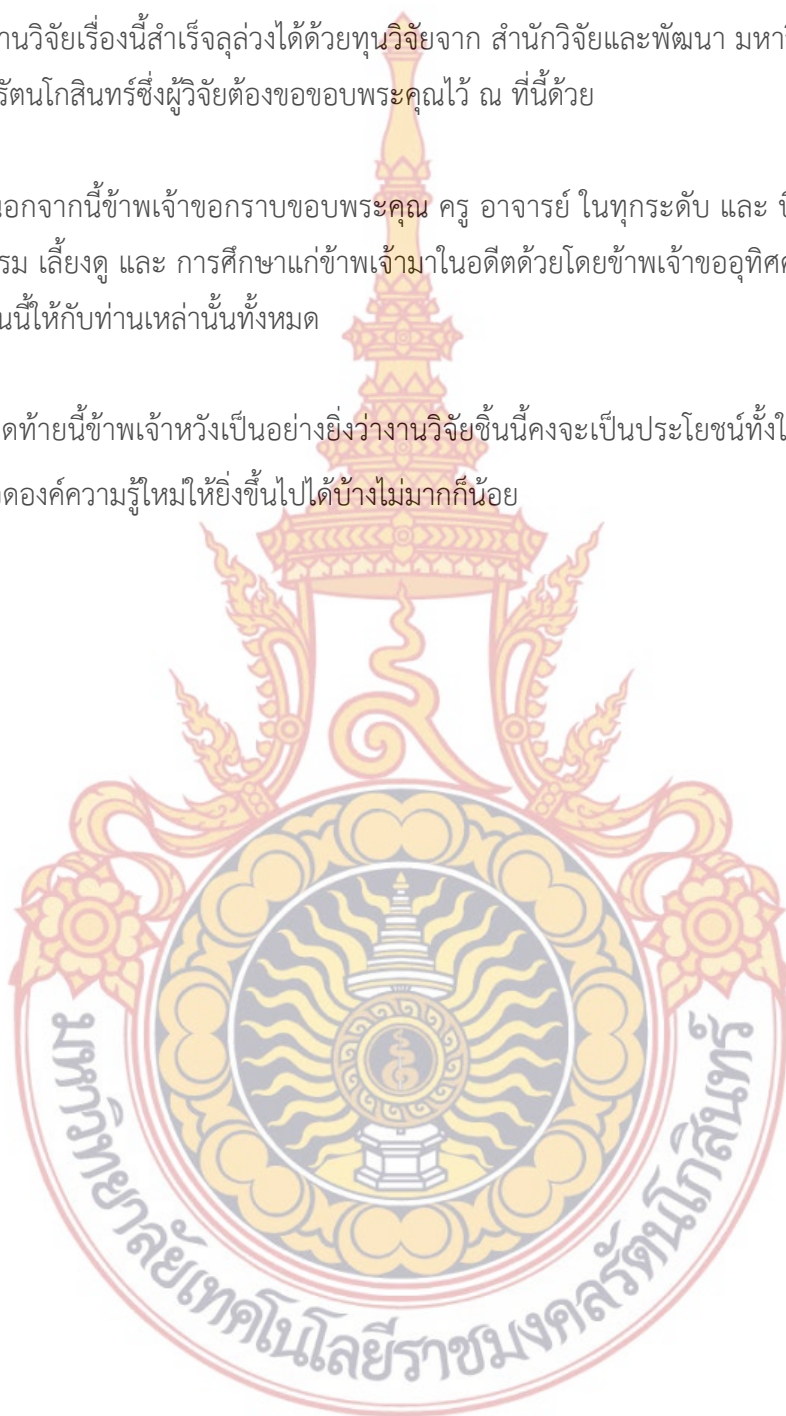 านวิจัยเรื่องนี้สำเร็จลุล่วงได้ด้วยทุนวิจัยจาก สำนักวิจัยและพัฒนา มหาวิ
รัตนโกสินทร์ซึ่งผู้วิจัยต้องขอขอบพระคุณไว้ ณ ที่นี้ด้วย
นอกจากนี้ข้าพเจ้าขอกราบขอบพระคุณ ครู อาจารย์ ในทุกระดับ และ บิ
รม เลี้ยงดู และ การศึกษาแก่ข้าพเจ้ามาในอดีตด้วยโดยข้าพเจ้าขออุทิศ
นนี้ให้กับท่านเหล่านั้นทั้งหมด
ดท้ายนี้ข้าพเจ้าหวังเป็นอย่างยิ่งว่างานวิจัยชิ้นนี้คงจะเป็นประโยชน์ทั้งใ
ดองค์ความรู้ใหม่ให้ยิ่งขึ้นไปได้บ้างไม่มากก็น้อย
มหาวิทยาลัยเทคโนโลยีราชมงคลรัตนโกสินทร์